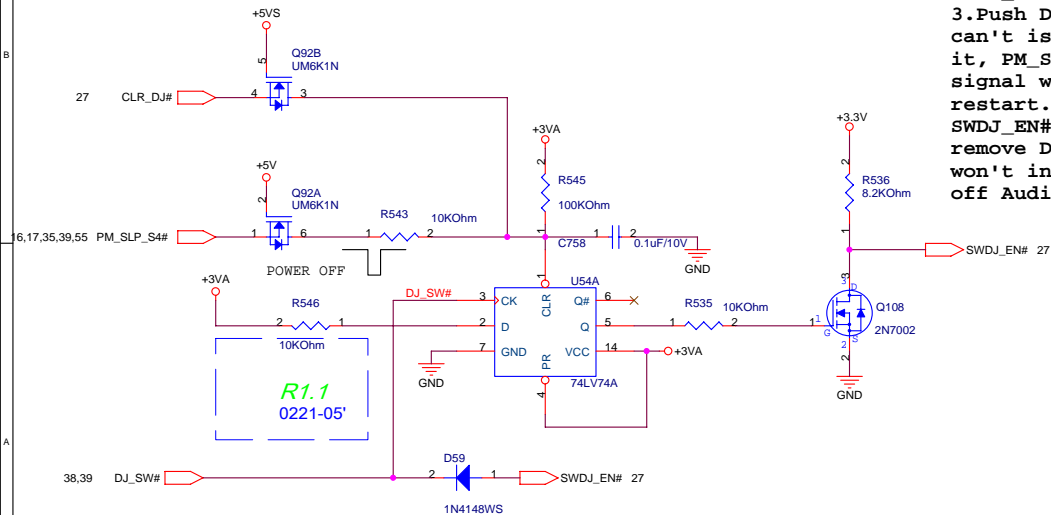 +5VS
3.Push D
can't is
it, PM_S
signal w
restart.
SWDJ_EN#
remove D
won't in
off Audi
B
Q92B
UM6K1N
5
4
3
27 CLR_DJ#
+5V
Q92A
UM6K1N
2
1
6
16,17,35,39,55 PM_SLP_S4#
R543
10KOhm
1
2
POWER OFF
+3VA
2
R545
100KOhm
1
C758
1
2
0.1uF/10V
GND
+3.3V
2
R536
8.2KOhm
1
SWDJ_EN# 27
+3VA
R546
2
1
10KOhm
R1.1
0221-05'
DJ_SW#
U54A
1
3
CK
CLR
Q#
6
2
D
Q
5
7
GND
VCC
14
PR
4
74LV74A
GND
+3VA
R535
10KOhm
1
2
3
3
D
1
1
G
Q108
2N7002
2
S
2
GND
A
38,39 DJ_SW#
D59
2
1
1N4148WS
SWDJ_EN# 27